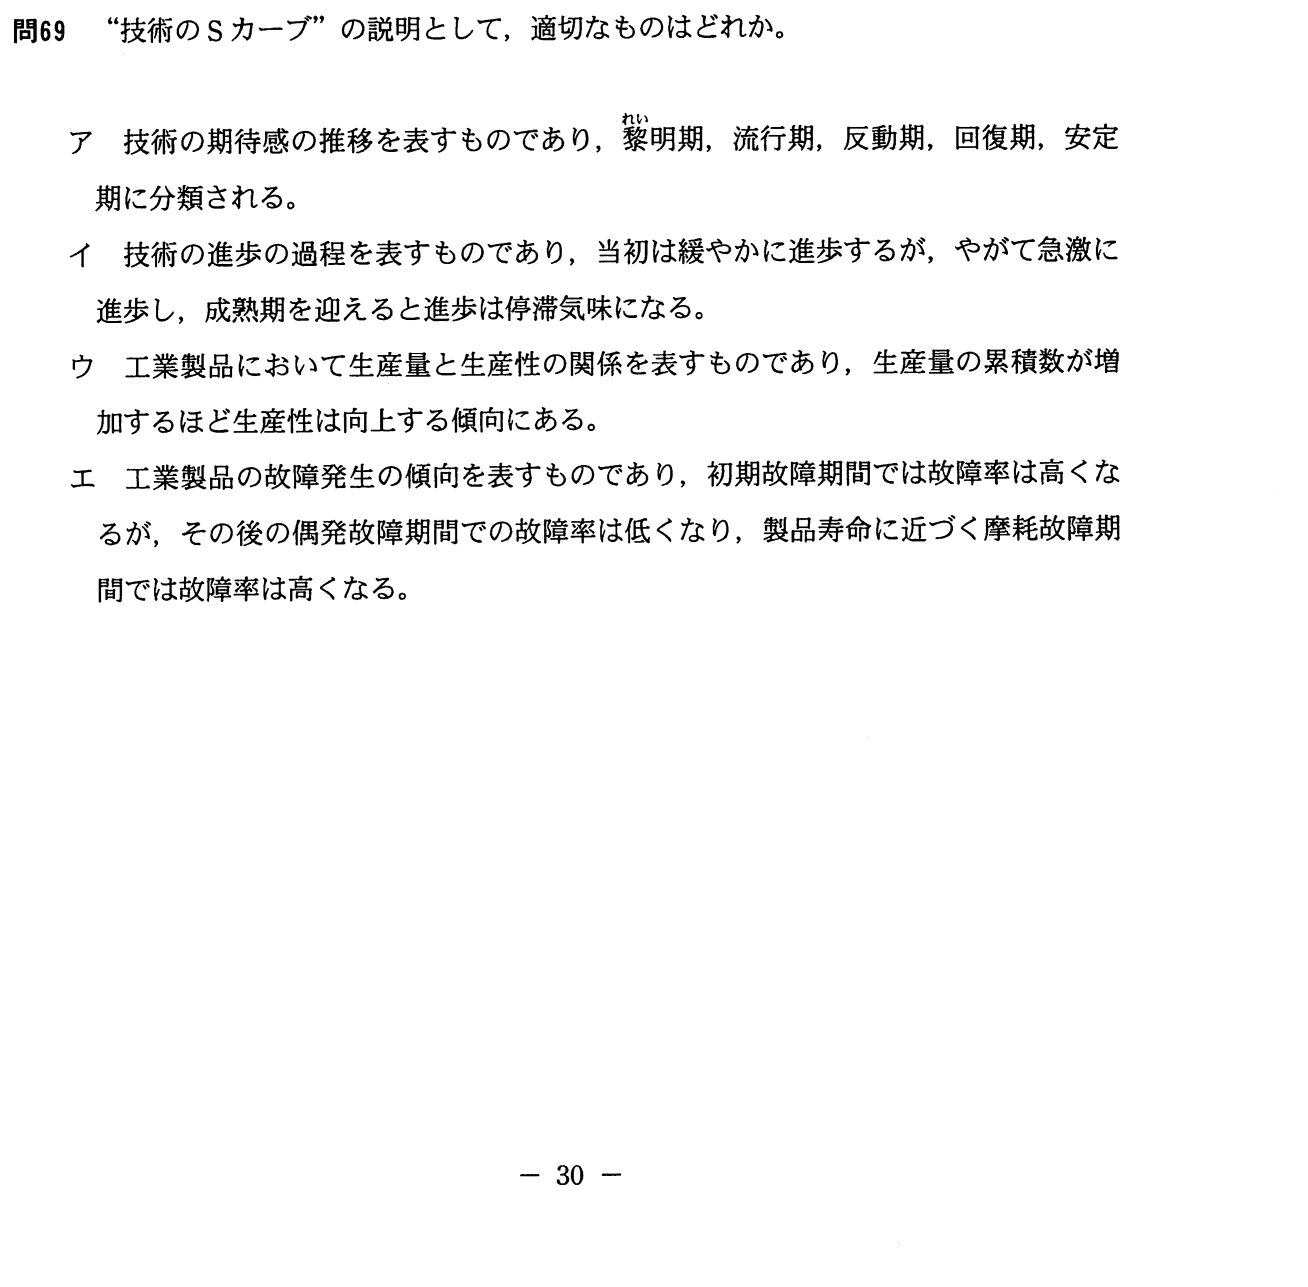 問69 “技術のSカーブ”の説明として，適切なものはどれか。
ア 技術の期待感の推移を表すものであり，黎明期，流行期，反動期，回復期，安定
れい
期に分類される。
イ 技術の進歩の過程を表すものであり，当初は緩やかに進歩するが，やがて急激に
進歩し，成熟期を迎えると進歩は停滞気味になる。
ウ 工業製品において生産量と生産性の関係を表すものであり，生産量の累積数が増
加するほど生産性は向上する傾向にある。
エ 工業製品の故障発生の傾向を表すものであり，初期故障期間では故障率は高くな
るが，その後の偶発故障期間での故障率は低くなり，製品寿命に近づく摩耗故障期
間では故障率は高くなる。
－ 30 －